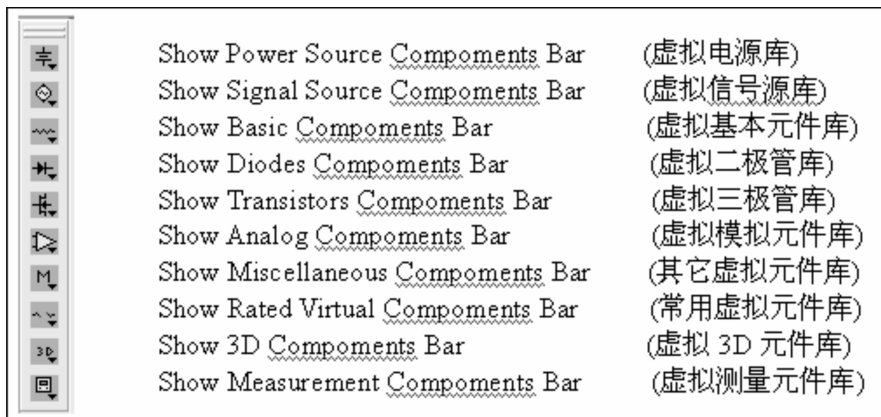 Show Power Source Compoments Bar (虚拟电源库)
Show Signal Source Compoments Bar (虚拟信号源库)
Show Basic Compoments Bar (虚拟基本元件库)
Show Diodes Compoments Bar (虚拟二极管库)
Show Transistors Compoments Bar (虚拟三极管库)
Show Analog Compoments Bar (虚拟模拟元件库)
M Show Miscellaneous Compoments Bar (其它虚拟元件库)
Show Rated Virtual Compoments Bar (常用虚拟元件库)
3D Show 3D Compoments Bar (虚拟 3D 元件库)
Show Measurement Compoments Bar (虚拟测量元件库)